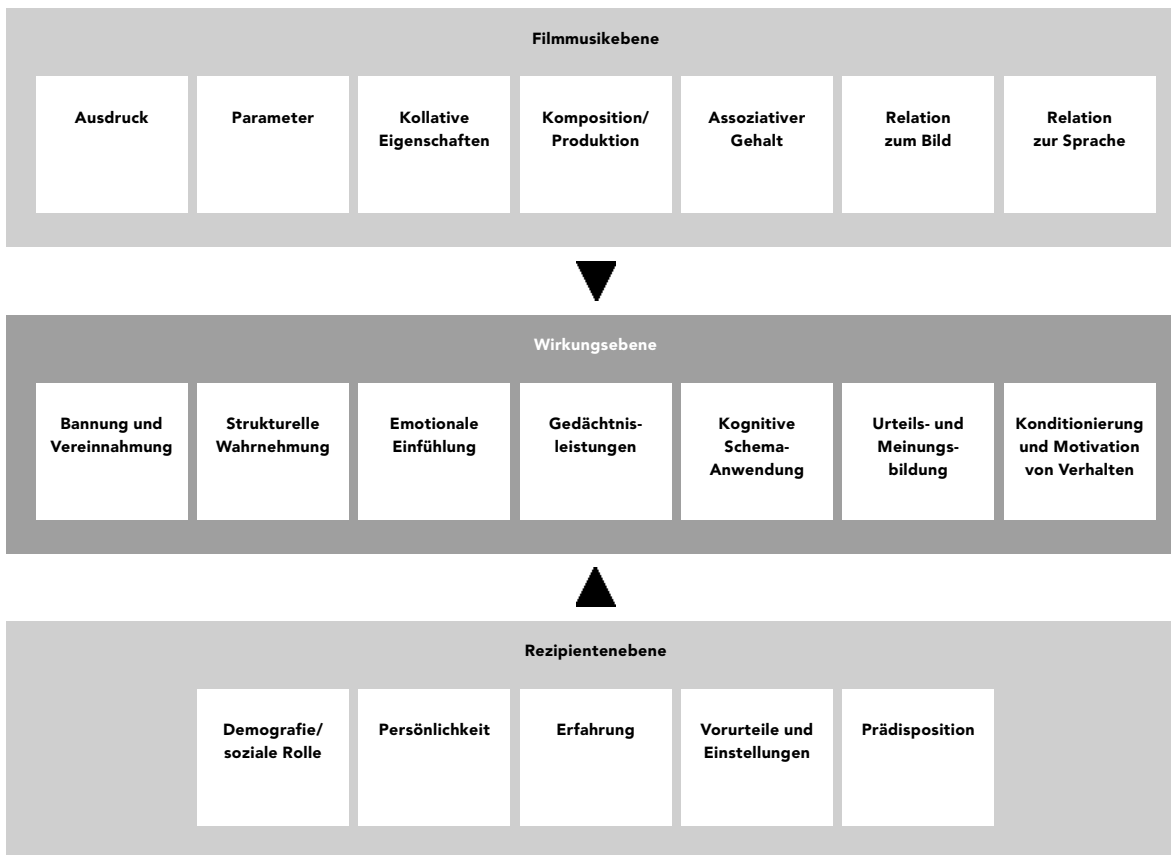 Filmmusikebene
Ausdruck
Parameter
Kollative
Eigenschaften
Komposition/
Produktion
Assoziativer
Gehalt
Relation
zum Bild
Relation
zur Sprache
Wirkungsebene
Bannung und
Vereinnahmung
Strukturelle
Wahrnehmung
Emotionale
Einfühlung
Gedächtnis-
leistungen
Kognitive
Schema-
Anwendung
Urteils- und
Meinungs-
bildung
Konditionierung
und Motivation
von Verhalten
Rezipientenebene
Demografie/
soziale Rolle
Persönlichkeit
Erfahrung
Vorurteile und
Einstellungen
Prädisposition